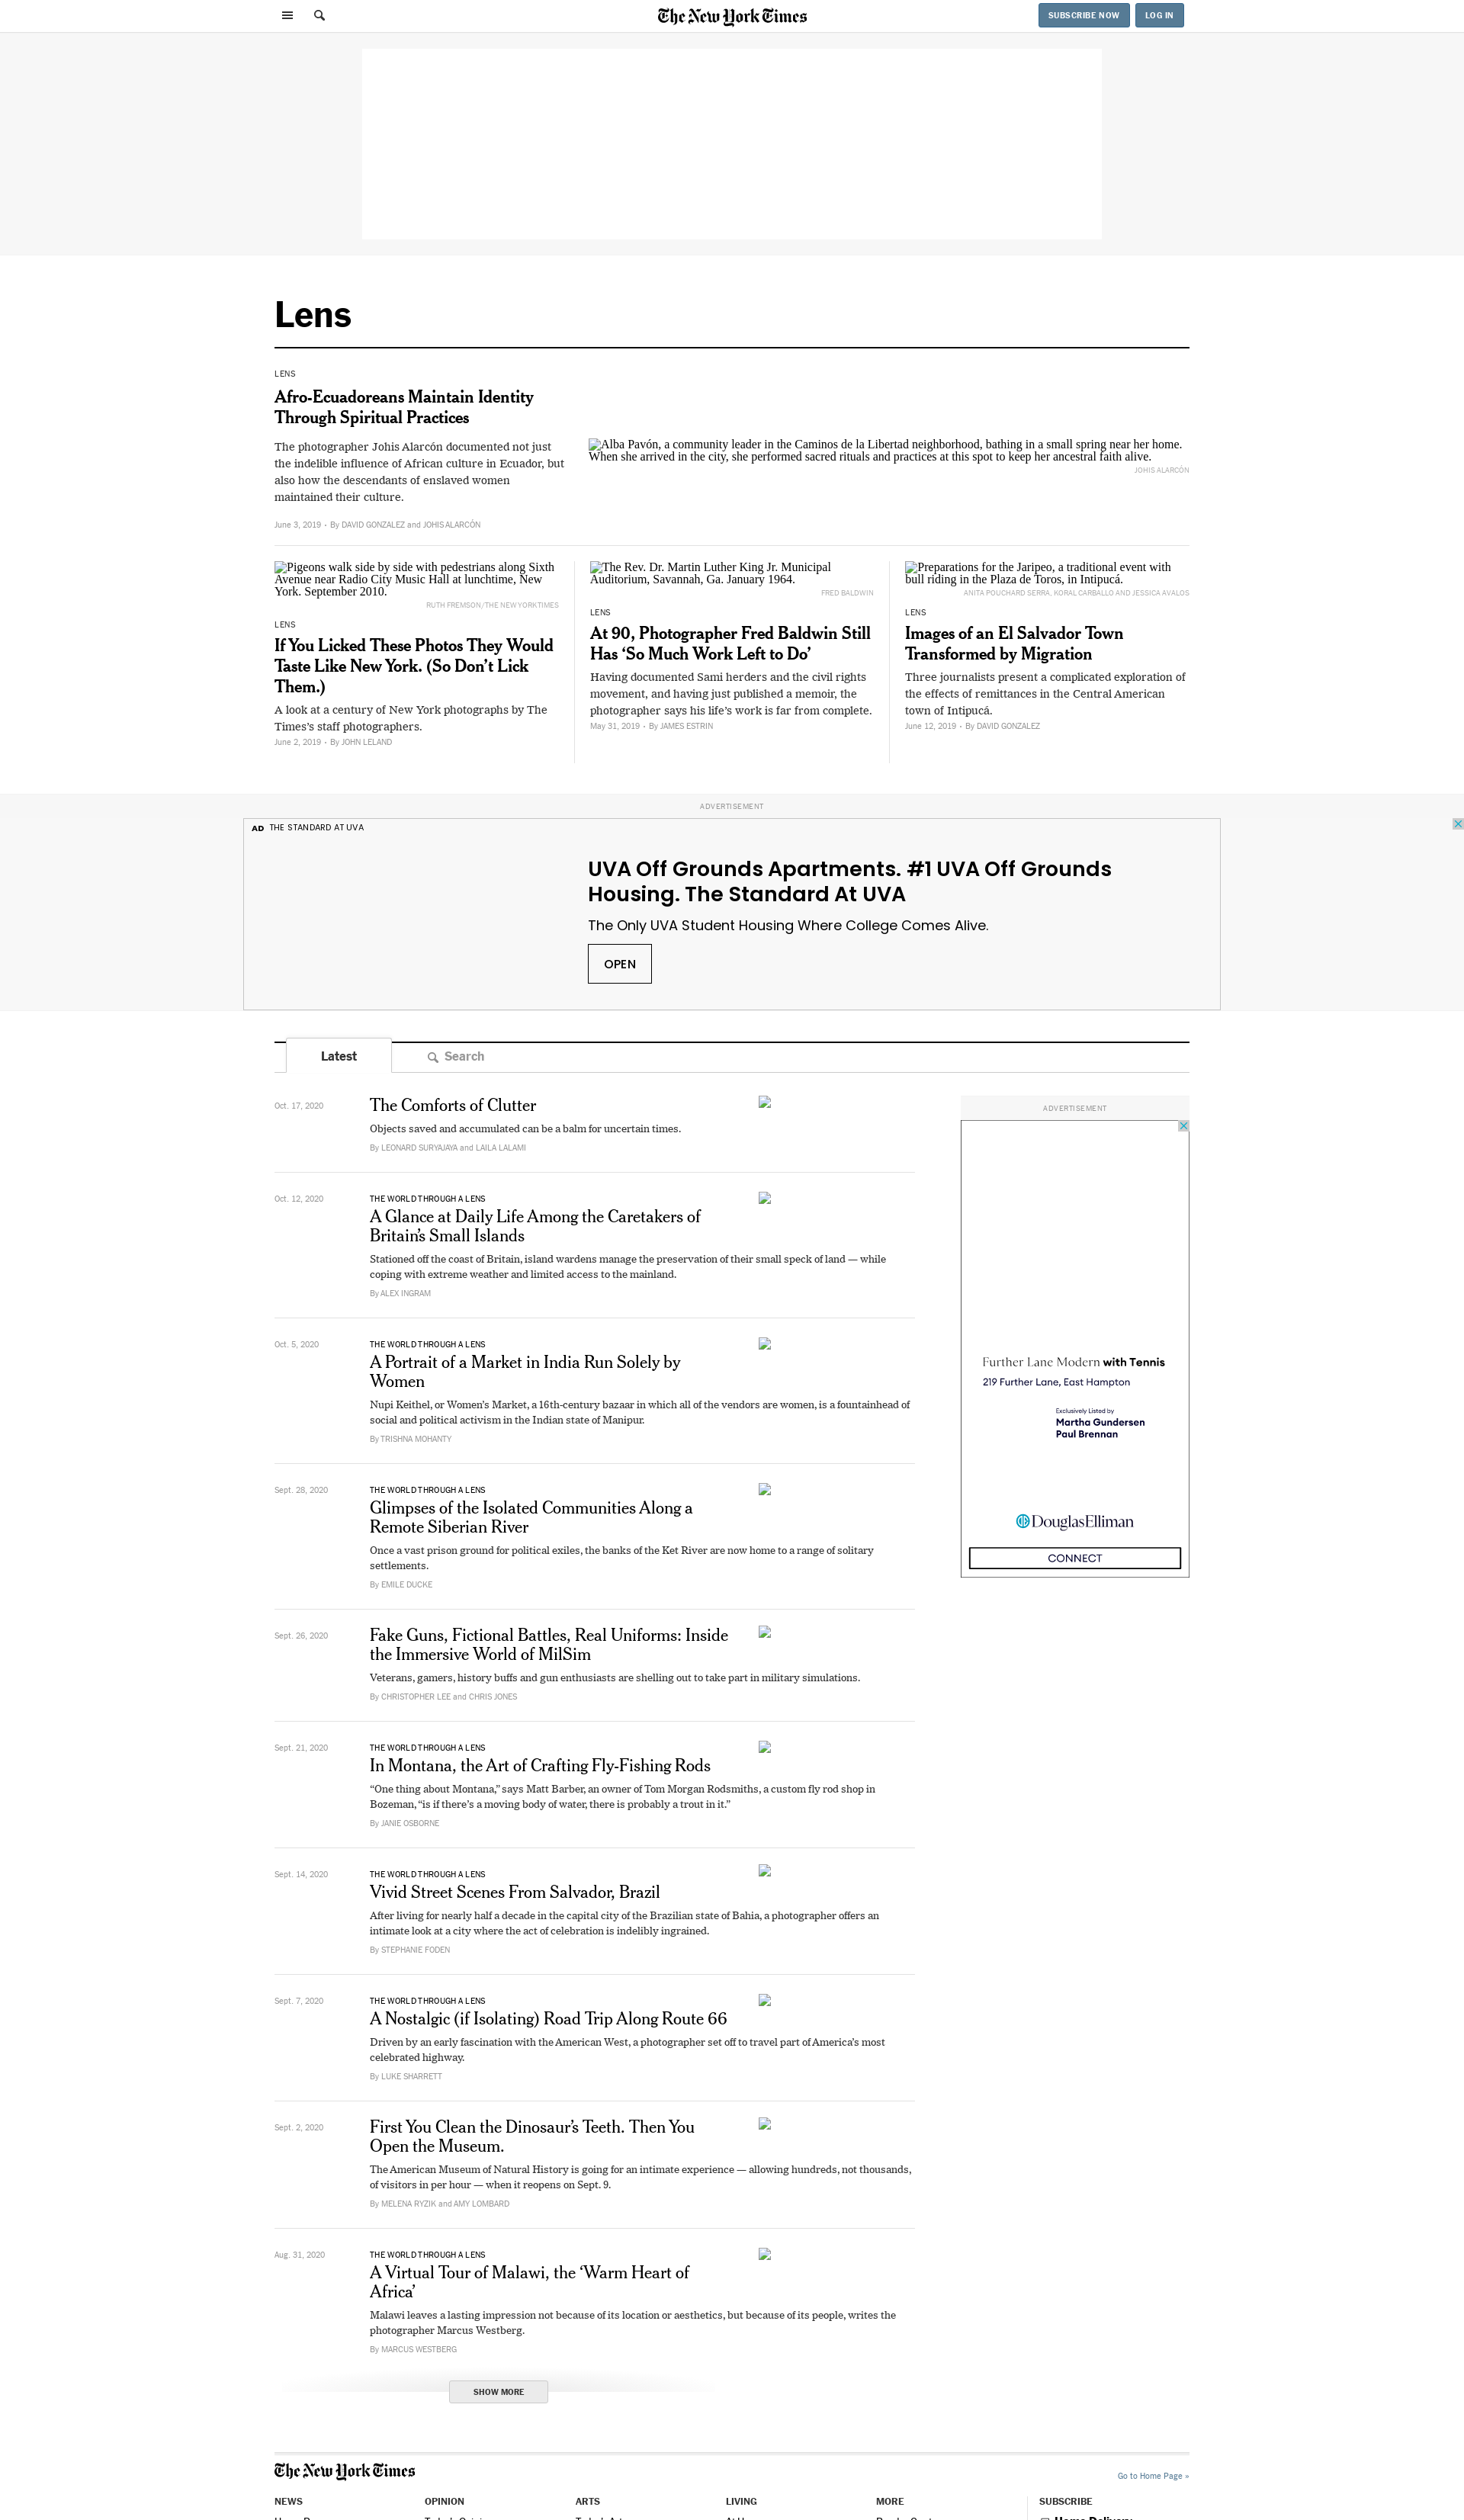 The New York Times
SUBSCRIBE NOW
LOG IN
Lens
LENS
Afro-Ecuadoreans Maintain Identity
Through Spiritual Practices
The photographer Johis Alarcón documented not just
the indelible influence of African culture in Ecuador, but
also how the descendants of enslaved women
maintained their culture.
June 3, 2019 • By DAVID GONZALEZ and JOHIS ALARCÓN
Alba Pavón, a community leader in the Caminos de la Libertad neighborhood, bathing in a small spring near her home.
When she arrived in the city, she performed sacred rituals and practices at this spot to keep her ancestral faith alive.
JOHIS ALARCÓN
Pigeons walk side by side with pedestrians along Sixth
Avenue near Radio City Music Hall at lunchtime, New
York. September 2010.
RUTH FREMSON/THE NEW YORK TIMES
LENS
If You Licked These Photos They Would
Taste Like New York. (So Don’t Lick
Them.)
A look at a century of New York photographs by The
Times’s staff photographers.
June 2, 2019 • By JOHN LELAND
The Rev. Dr. Martin Luther King Jr. Municipal
Auditorium, Savannah, Ga. January 1964.
FRED BALDWIN
LENS
At 90, Photographer Fred Baldwin Still
Has ‘So Much Work Left to Do’
Having documented Sami herders and the civil rights
movement, and having just published a memoir, the
photographer says his life’s work is far from complete.
May 31, 2019 • By JAMES ESTRIN
Preparations for the Jaripeo, a traditional event with
bull riding in the Plaza de Toros, in Intipucá.
ANITA POUCHARD SERRA, KORAL CARBALLO AND JESSICA AVALOS
LENS
Images of an El Salvador Town
Transformed by Migration
Three journalists present a complicated exploration of
the effects of remittances in the Central American
town of Intipucá.
June 12, 2019 • By DAVID GONZALEZ
ADVERTISEMENT
AD THE STANDARD AT UVA
UVA Off Grounds Apartments. #1 UVA Off Grounds
Housing. The Standard At UVA
The Only UVA Student Housing Where College Comes Alive.
OPEN
Latest
Search
Oct. 17, 2020
The Comforts of Clutter
Objects saved and accumulated can be a balm for uncertain times.
By LEONARD SURYAJAYA and LAILA LALAMI
Oct. 12, 2020
THE WORLD THROUGH A LENS
A Glance at Daily Life Among the Caretakers of
Britain’s Small Islands
Stationed off the coast of Britain, island wardens manage the preservation of their small speck of land — while
coping with extreme weather and limited access to the mainland.
By ALEX INGRAM
Oct. 5, 2020
THE WORLD THROUGH A LENS
A Portrait of a Market in India Run Solely by
Women
Nupi Keithel, or Women’s Market, a 16th-century bazaar in which all of the vendors are women, is a fountainhead of
social and political activism in the Indian state of Manipur.
By TRISHNA MOHANTY
Sept. 28, 2020
THE WORLD THROUGH A LENS
Glimpses of the Isolated Communities Along a
Remote Siberian River
Once a vast prison ground for political exiles, the banks of the Ket River are now home to a range of solitary
settlements.
By EMILE DUCKE
Sept. 26, 2020
Fake Guns, Fictional Battles, Real Uniforms: Inside
the Immersive World of MilSim
Veterans, gamers, history buffs and gun enthusiasts are shelling out to take part in military simulations.
By CHRISTOPHER LEE and CHRIS JONES
Sept. 21, 2020
THE WORLD THROUGH A LENS
In Montana, the Art of Crafting Fly-Fishing Rods
“One thing about Montana,” says Matt Barber, an owner of Tom Morgan Rodsmiths, a custom fly rod shop in
Bozeman, “is if there’s a moving body of water, there is probably a trout in it.”
By JANIE OSBORNE
Sept. 14, 2020
THE WORLD THROUGH A LENS
Vivid Street Scenes From Salvador, Brazil
After living for nearly half a decade in the capital city of the Brazilian state of Bahia, a photographer offers an
intimate look at a city where the act of celebration is indelibly ingrained.
By STEPHANIE FODEN
Sept. 7, 2020
THE WORLD THROUGH A LENS
A Nostalgic (if Isolating) Road Trip Along Route 66
Driven by an early fascination with the American West, a photographer set off to travel part of America’s most
celebrated highway.
By LUKE SHARRETT
Sept. 2, 2020
First You Clean the Dinosaur’s Teeth. Then You
Open the Museum.
The American Museum of Natural History is going for an intimate experience — allowing hundreds, not thousands,
of visitors in per hour — when it reopens on Sept. 9.
By MELENA RYZIK and AMY LOMBARD
Aug. 31, 2020
THE WORLD THROUGH A LENS
A Virtual Tour of Malawi, the ‘Warm Heart of
Africa’
Malawi leaves a lasting impression not because of its location or aesthetics, but because of its people, writes the
photographer Marcus Westberg.
By MARCUS WESTBERG
SHOW MORE
ADVERTISEMENT
Further Lane Modern with Tennis
219 Further Lane, East Hampton
Exclusively Listed by
Martha Gundersen
Paul Brennan
DouglasElliman
CONNECT
The New York Times
Go to Home Page »
NEWS
OPINION
ARTS
LIVING
MORE
SUBSCRIBE